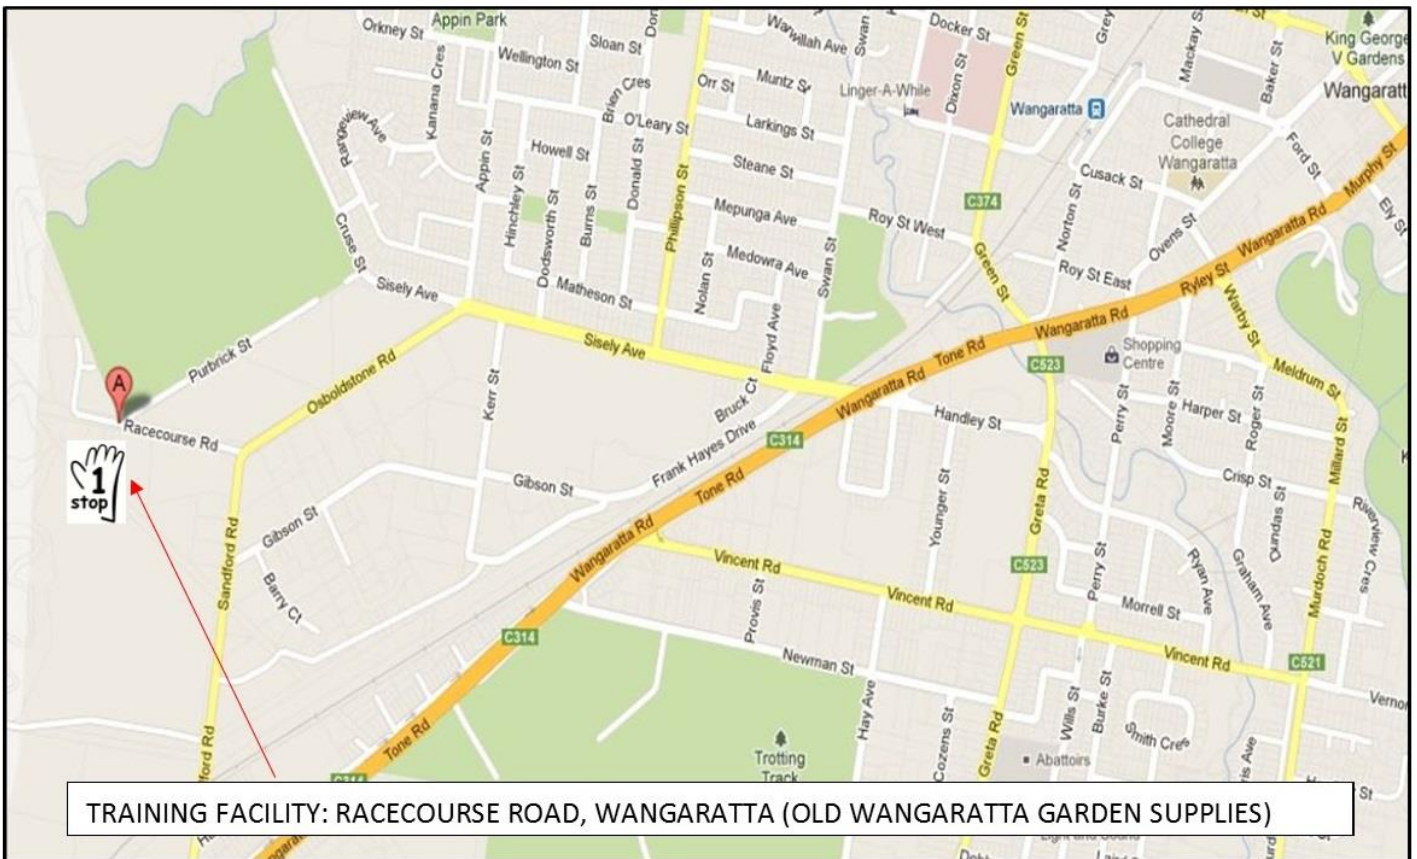 Appin Park
Orkney St
Wellington St
Sloan St
Kanana Cres
Rangeview Ave
Appin St
Brien Cres
O'Leary St
Howell St
Hinchley St
Dodsworth St
Burns St
Donald St
Phillipson St
Orr St
Muntz St
Larkings St
Steane St
Mepunga Ave
Medowra Ave
Nolan St
Floyd Ave
Swan St
Swan St
Linger-A-While
Docker St
Dixon St
Green St
Grey
Mackay St
Baker St
King George
V Gardens
Wangaratt
Wangaratta
Cathedral
College
Wangaratta
Ford St
Cusack St
Norton St
Ovens St
Murphy St
Ely St
Wangaratta Rd
Ryley St
Roy St West
C374
Green St
Roy St East
Warby St
Wangaratta Rd
Tone Rd
Wangaratta Rd
Shopping
Centre
C523
Meldrum St
Cruse St
Sisely Ave
Matheson St
Sisely Ave
Purbrick St
Osboldstone Rd
Kerr St
Bruck Ct
Frank Hayes Drive
C314
Handley St
Perry St
Moore St
Harper St
Roger St
Crisp St
Millard St
A
Racecourse Rd
1
stop
Gibson St
Gibson St
Barry Ct
Sandford Rd
Tone Rd
Wangaratta Rd
Vincent Rd
Vincent Rd
Vincent Rd
Younger St
Greta Rd
C523
Perry St
Ryan Ave
Morrell St
Graham Ave
Dundas St
Murdoch Rd
Riverview Cres
C521
Provis St
Newman St
Hay Ave
Cozens St
Greta Rd
Wills St
Burke St
Smith Cres
Abattoirs
Trotting
Track
C314
Tone Rd
C314
TRAINING FACILITY: RACECOURSE ROAD, WANGARATTA (OLD WANGARATTA GARDEN SUPPLIES)